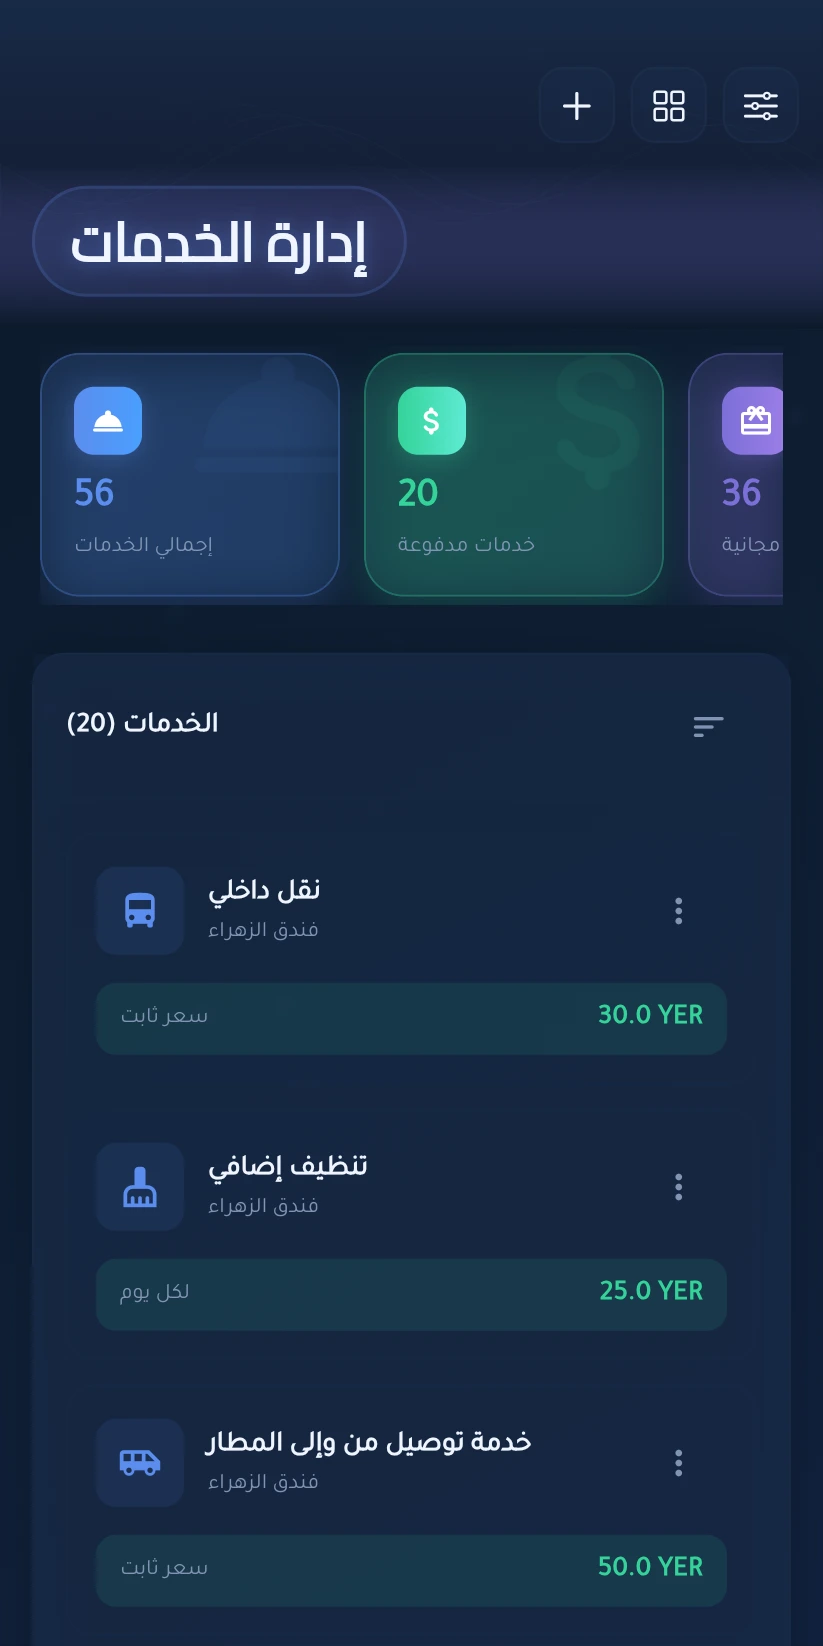 إدارة الخدمات
56
إجمالي الخدمات
20
خدمات مدفوعة
36
مجانية
الخدمات (20)
نقل داخلي
فندق الزهراء
سعر ثابت
30.0 YER
تنظيف إضافي
فندق الزهراء
لكل يوم
25.0 YER
خدمة توصيل من وإلى المطار
فندق الزهراء
سعر ثابت
50.0 YER